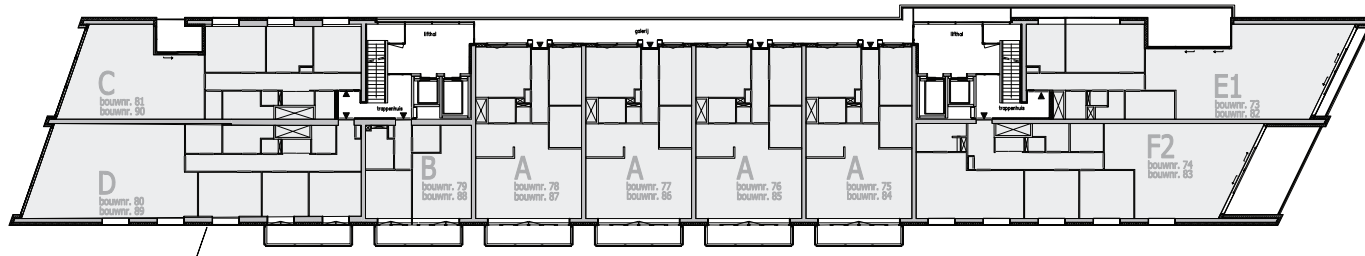 lifthal
galerij
lifthal
trappenhuis
trappenhuis
C
bouwnr. 81
bouwnr. 90
E1
bouwnr. 73
bouwnr. 82
D
bouwnr. 80
bouwnr. 89
B
bouwnr. 79
bouwnr. 88
A
bouwnr. 78
bouwnr. 87
A
bouwnr. 77
bouwnr. 86
A
bouwnr. 76
bouwnr. 85
A
bouwnr. 75
bouwnr. 84
F2
bouwnr. 74
bouwnr. 83